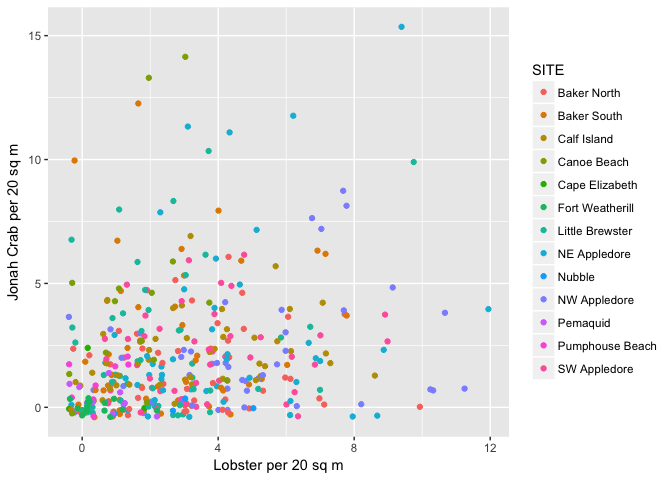 15
10
5
0
Jonah Crab per 20 sq m
0
4
8
12
Lobster per 20 sq m
SITE
Baker North
Baker South
Calf Island
Canoe Beach
Cape Elizabeth
Fort Weatherill
Little Brewster
NE Appledore
Nubble
NW Appledore
Pemaquid
Pumphouse Beach
SW Appledore